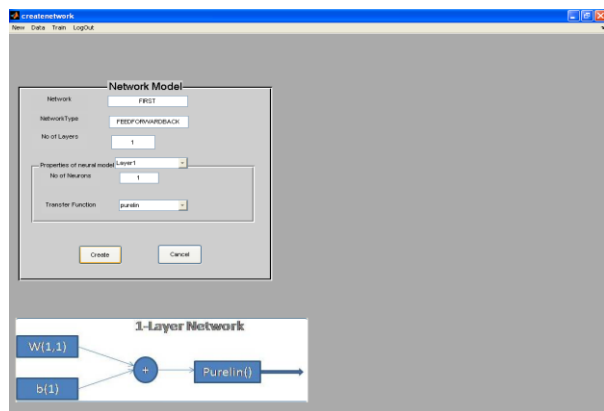 createnetwork
New Data Train LogOut
Network Model
Network FIRST
NetworkType FEEDFORWARDBACK
No of Layers 1
Properties of neural model Layer1
No of Neurons 1
Transfer Function purelin
Create Cancel
1-Layer Network
W(1,1)
+ Purelin()
b(1)